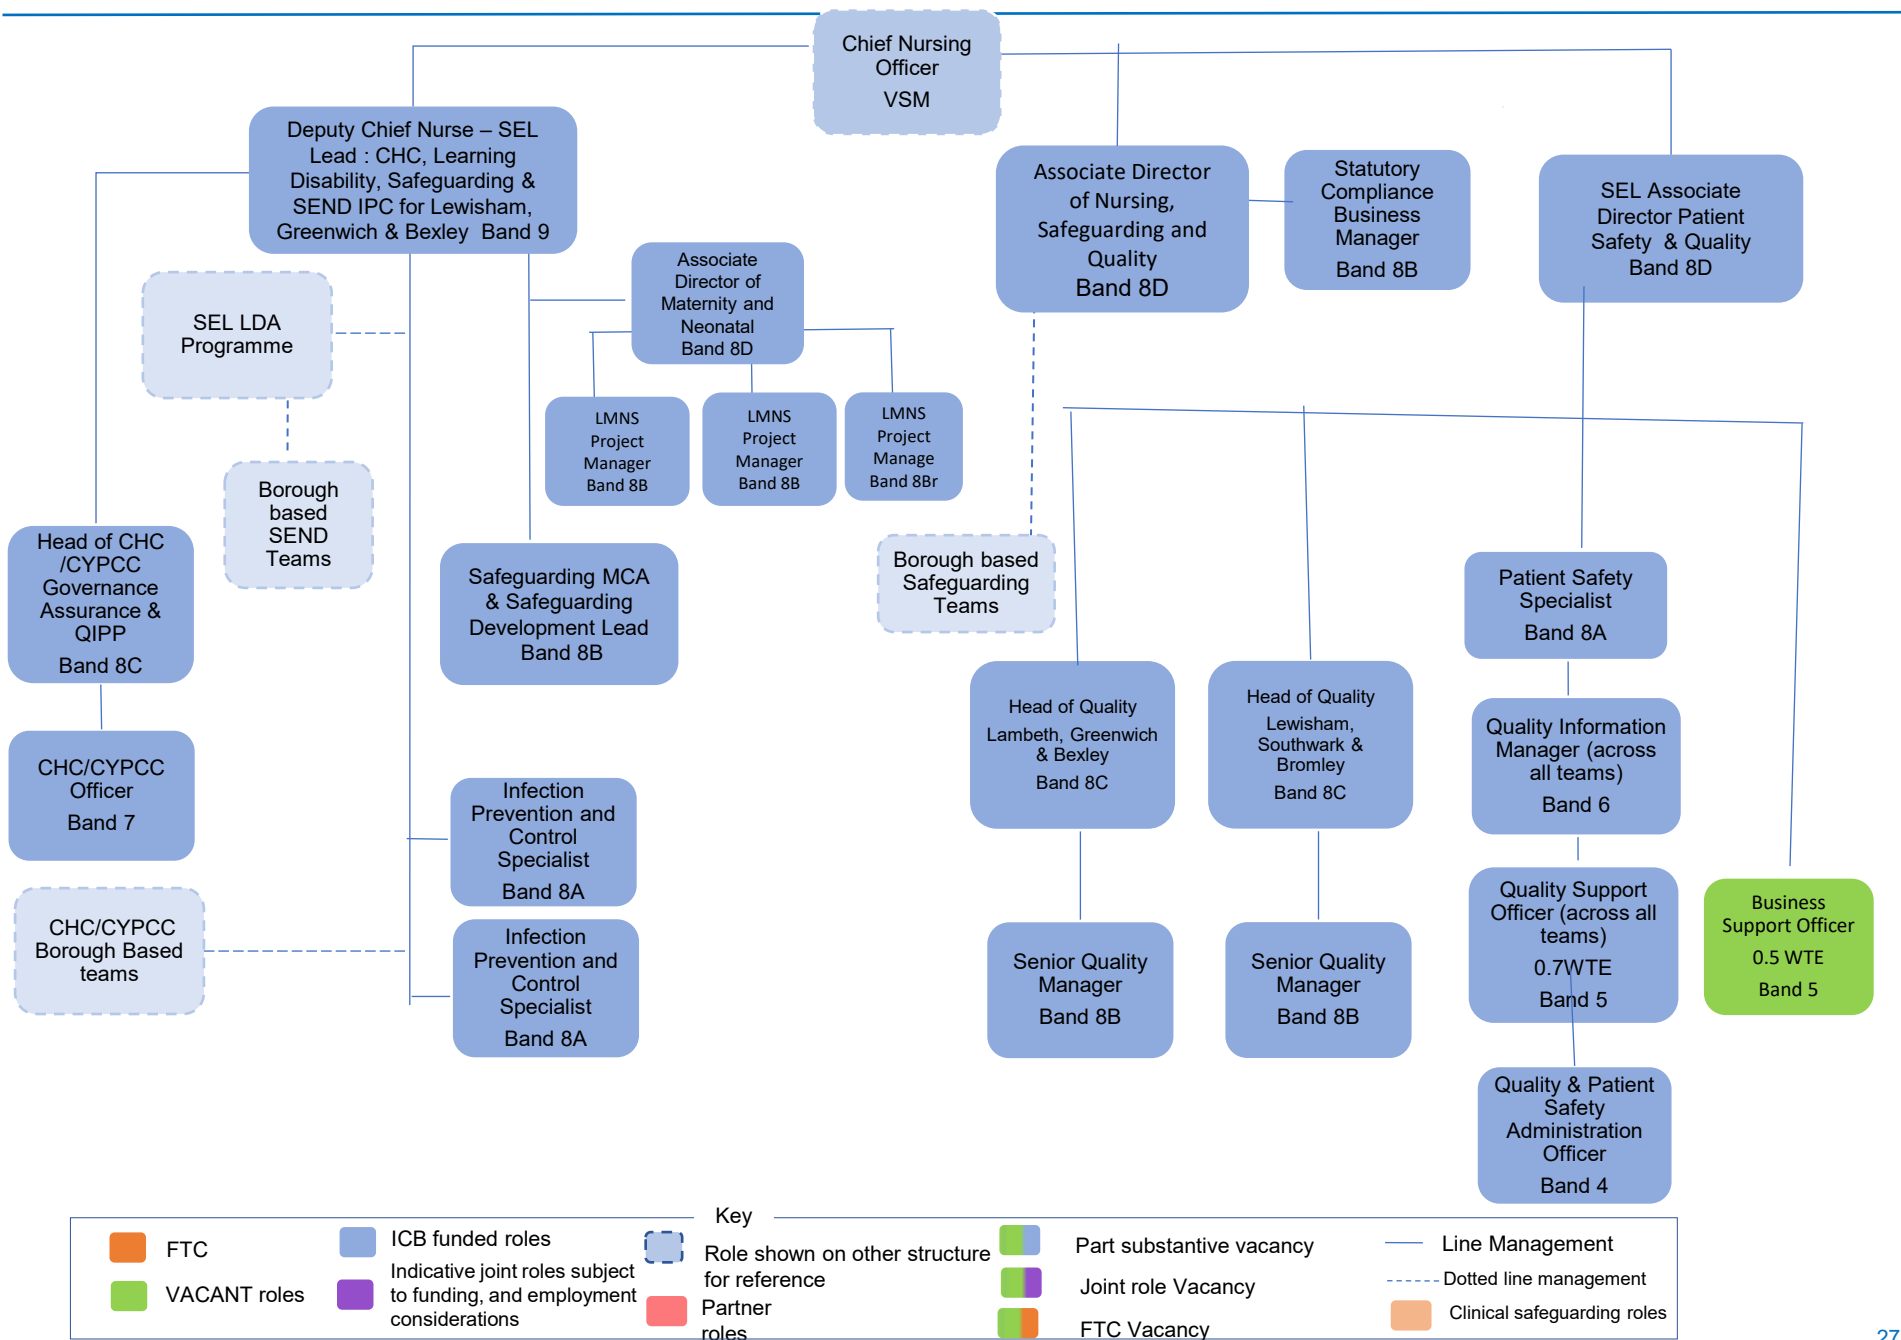 Chief Nursing
Officer
VSM
Deputy Chief Nurse – SEL
Lead : CHC, Learning
Disability, Safeguarding &
SEND IPC for Lewisham,
Greenwich & Bexley  Band 9
Associate Director
of Nursing,
Safeguarding and
Quality
Band 8D
Statutory
Compliance
Business
Manager
Band 8B
SEL Associate
Director Patient
Safety  & Quality
Band 8D
Associate
Director of
Maternity and
Neonatal
Band 8D
SEL LDA
Programme
LMNS
Project
Manager
Band 8B
LMNS
Project
Manager
Band 8B
LMNS
Project
Manage
Band 8Br
Borough
based
SEND
Teams
Head of CHC
/CYPCC
Governance
Assurance &
QIPP
Band 8C
Safeguarding MCA
& Safeguarding
Development Lead
Band 8B
Borough based
Safeguarding
Teams
Patient Safety
Specialist
Band 8A
Head of Quality
Lambeth, Greenwich
& Bexley
Band 8C
Head of Quality
Lewisham,
Southwark &
Bromley
Band 8C
Quality Information
Manager (across
all teams)
Band 6
CHC/CYPCC
Officer
Band 7
Infection
Prevention and
Control
Specialist
Band 8A
CHC/CYPCC
Borough Based
teams
Infection
Prevention and
Control
Specialist
Band 8A
Senior Quality
Manager
Band 8B
Senior Quality
Manager
Band 8B
Quality Support
Officer (across all
teams)
0.7WTE
Band 5
Business
Support Officer
0.5 WTE
Band 5
Quality & Patient
Safety
Administration
Officer
Band 4
Key
FTC
VACANT roles
ICB funded roles
Indicative joint roles subject
to funding, and employment
considerations
Role shown on other structure
for reference
Partner
roles
Part substantive vacancy
Joint role Vacancy
FTC Vacancy
Line Management
Dotted line management
Clinical safeguarding roles
27